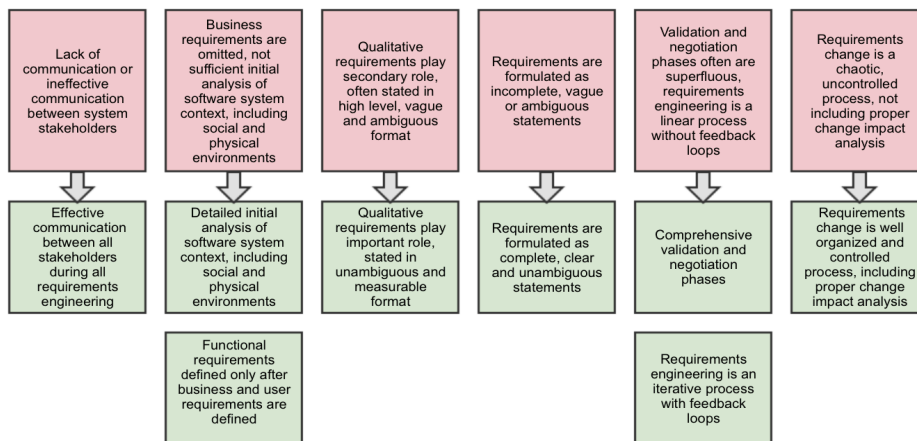 Lack of
communication or
ineffective
communication
between system
stakeholders
Business
requirements are
omitted, not
sufficient initial
analysis of
software system
context, including
social and
physical
environments
Qualitative
requirements play
secondary role,
often stated in
high level, vague
and ambiguous
format
Requirements are
formulated as
incomplete, vague
or ambiguous
statements
Validation and
negotiation
phases often are
superfluous,
requirements
engineering is a
linear process
without feedback
loops
Requirements
change is a
chaotic,
uncontrolled
process, not
including proper
change impact
analysis
Effective
communication
between all
stakeholders
during all
requirements
engineering
Detailed initial
analysis of
software system
context, including
social and
physical
environments
Qualitative
requirements play
important role,
stated in
unambiguous and
measurable
format
Requirements are
formulated as
complete, clear
and unambiguous
statements
Comprehensive
validation and
negotiation
phases
Requirements
change is well
organized and
controlled
process, including
proper change
impact analysis
Functional
requirements
defined only after
business and user
requirements are
defined
Requirements
engineering is an
iterative process
with feedback
loops